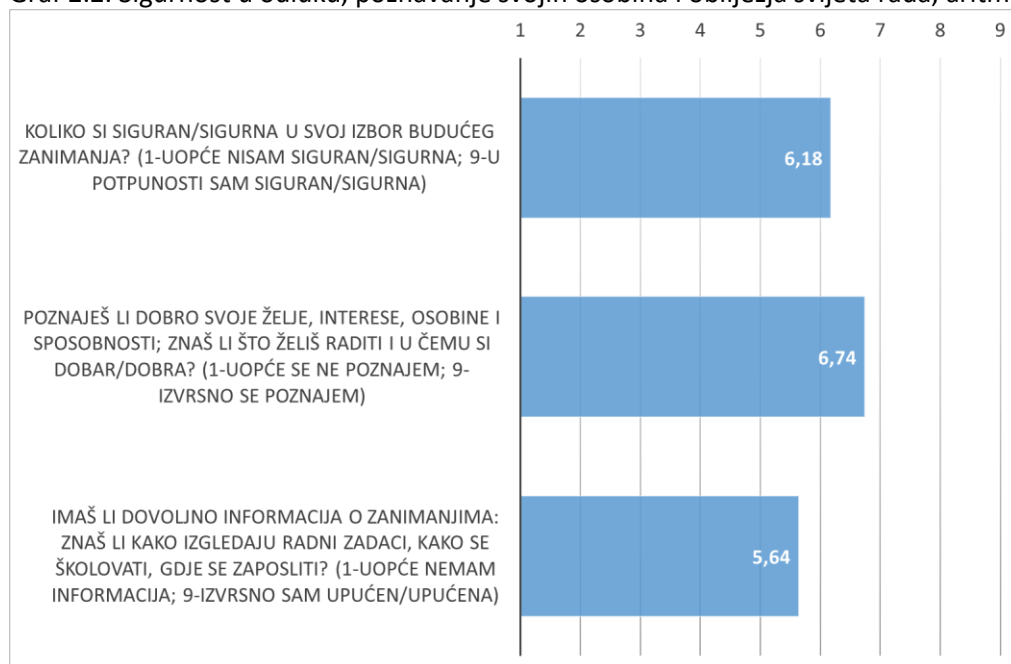 1 2 3 4 5 6 7 8 9
KOLIKO SI SIGURAN/SIGURNA U SVOJ IZBOR BUDUĆEG
ZANIMANJA? (1-UOPĆE NISAM SIGURAN/SIGURNA; 9-U
POTPUNOSTI SAM SIGURAN/SIGURNA)
6,18
POZNAJEŠ LI DOBRO SVOJE ŽELJE, INTERESE, OSOBINE I
SPOSOBNOSTI; ZNAŠ LI ŠTO ŽELIŠ RADITI I U ČEMU SI
DOBAR/DOBRA? (1-UOPĆE SE NE POZNAJEM; 9-
IZVRSNO SE POZNAJEM)
6,74
IMAŠ LI DOVOLJNO INFORMACIJA O ZANIMANJIMA:
ZNAŠ LI KAKO IZGLEDAJU RADNI ZADACI, KAKO SE
ŠKOLOVATI, GDJE SE ZAPOSLITI? (1-UOPĆE NEMAM
INFORMACIJA; 9-IZVRSNO SAM UPUĆEN/UPUĆENA)
5,64